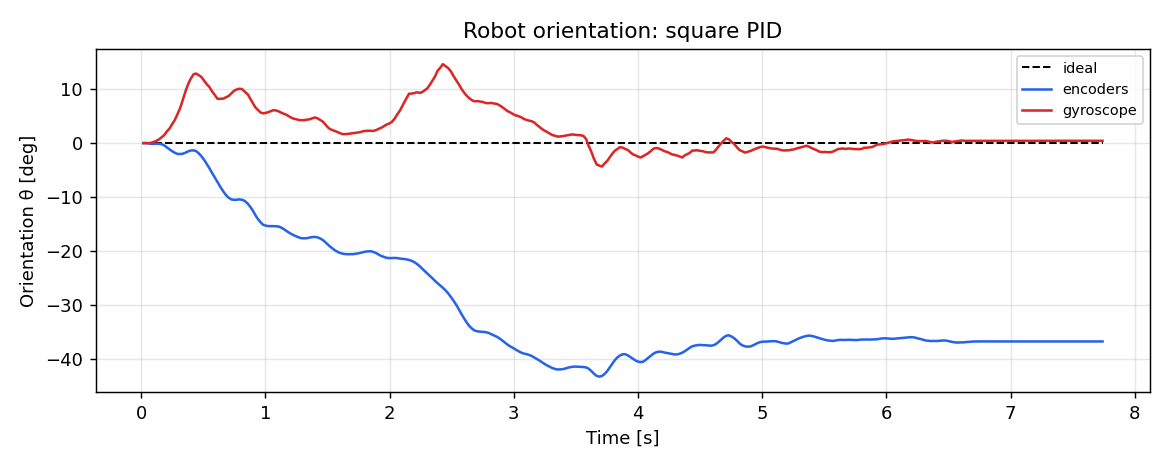 Robot orientation: square PID
ideal
encoders
gyroscope
Orientation θ [deg]
10
0
−10
−20
−30
−40
0 1 2 3 4 5 6 7 8
Time [s]